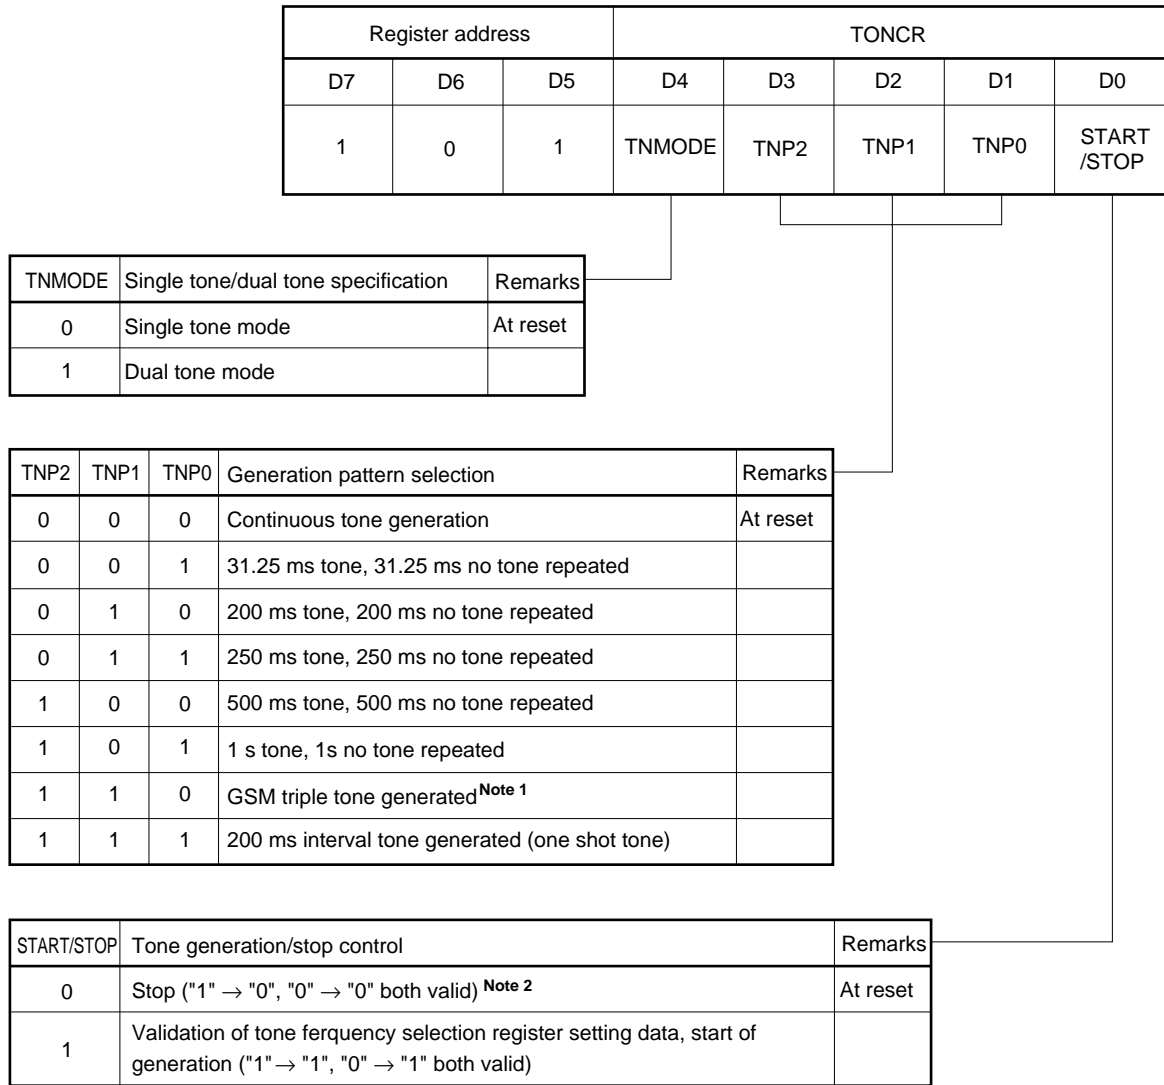 Register address TONCR
D7 D6 D5 D4 D3 D2 D1 D0
1 0 1 TNMODE TNP2 TNP1 TNP0 START
/STOP
TNMODE Single tone/dual tone specification Remarks
0 Single tone mode At reset
1 Dual tone mode
TNP2 TNP1 TNP0 Generation pattern selection Remarks
0 0 0 Continuous tone generation At reset
0 0 1 31.25 ms tone, 31.25 ms no tone repeated
0 1 0 200 ms tone, 200 ms no tone repeated
0 1 1 250 ms tone, 250 ms no tone repeated
1 0 0 500 ms tone, 500 ms no tone repeated
1 0 1 1 s tone, 1s no tone repeated
1 1 0 GSM triple tone generated Note 1
1 1 1 200 ms interval tone generated (one shot tone)
START/STOP Tone generation/stop control Remarks
0 Stop ("1" → "0", "0" → "0" both valid) Note 2 At reset
1 Validation of tone ferquency selection register setting data, start of
generation ("1"→ "1", "0" → "1" both valid)